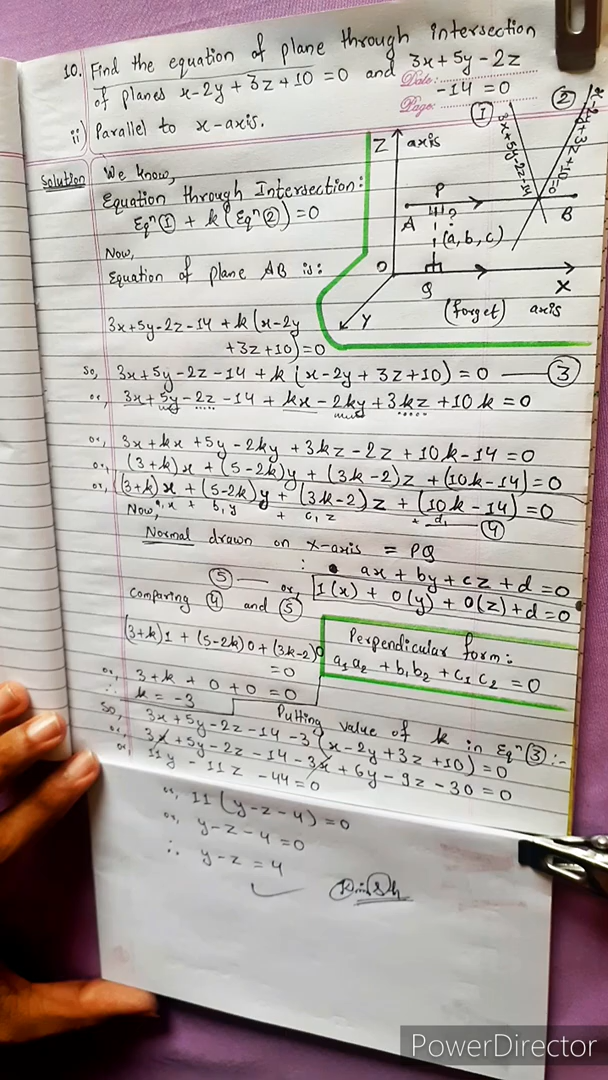 10. Find the equation of plane through intersection
of planes x-2y+3z+10=0 and 3x+5y-2z
Date: -14 = 0
Page:
ii) Parallel to x-axis.
Z axis
①
②
3x+5y-2z-14
x-2y+3z+10=0
P
A
B
?
(a, b, c)
O
Q
X
axis
Y
(forget)
Solution We know,
Equation through Intersection:
Eqⁿ① + k(Eqⁿ②) = 0
Now,
Equation of plane AB is:
3x+5y-2z-14+k(x-2y
+3z+10)=0
So, 3x+5y-2z-14+k(x-2y+3z+10)=0 — ③
or, 3x+5y-2z-14+kx-2ky+3kz+10k=0
or, 3x+kx+5y-2ky+3kz-2z+10k-14=0
or, (3+k)x+(5-2k)y+(3k-2)z+(10k-14)=0
or, (3+k)x+(5-2k)y+(3k-2)z+(10k-14)=0
a₁x + b₁y + c₁z + d₁ ④
Now,
Normal drawn on X-axis = PQ
: ax+by+cz+d=0
⑤ — or, 1(x)+0(y)+0(z)+d=0
Comparing ④ and ⑤
(3+k)1+(5-2k)0+(3k-2)0
=0
Perpendicular form:
a₁a₂+b₁b₂+c₁c₂=0
or, 3+k+0+0=0
∴ k=-3
Putting value of k in Eqⁿ③:-
So, 3x+5y-2z-14-3(x-2y+3z+10)=0
or, 3x+5y-2z-14-3x+6y-9z-30=0
or, 11y-11z-44=0
or, 11(y-z-4)=0
or, y-z-4=0
∴ y-z=4
PowerDirector